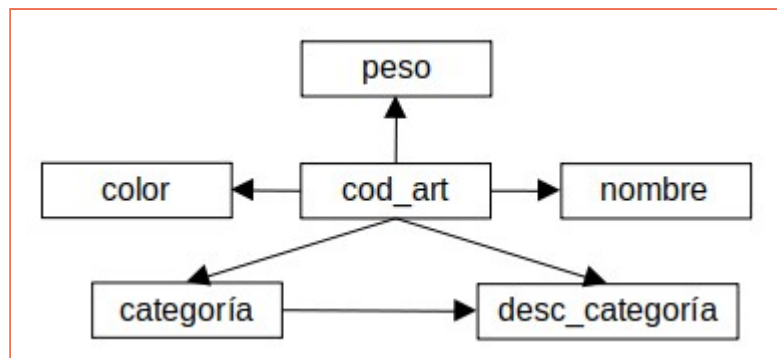 peso
color
cod_art
nombre
categoría
desc_categoría